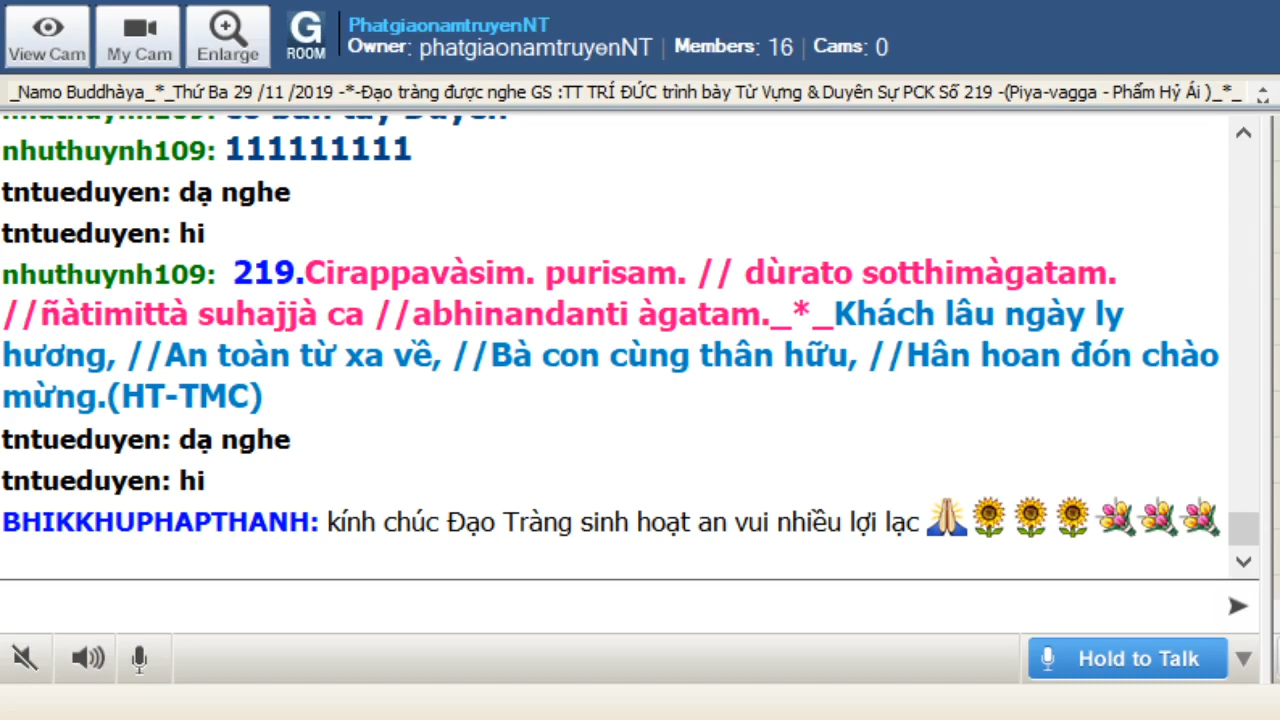 View Cam
My Cam
Enlarge
G
ROOM
PhatgiaonamtruyenNT
Owner: phatgiaonamtruyenNT | Members: 16 | Cams: 0
_Namo Buddhàya_*_Thứ Ba 29 /11 /2019 -*-Đạo tràng được nghe GS :TT TRÍ ĐỨC trình bày Từ Vựng & Duyên Sự PCK Số 219 -(Piya-vagga - Phẩm Hỷ Ái )_*_
nhuthuynh109: 111111111
tntueduyen: dạ nghe
tntueduyen: hi
nhuthuynh109: 219.Cirappavàsim. purisam. // dùrato sotthimàgatam.
//ñàtimittà suhajjà ca //abhinandanti àgatam._*_Khách lâu ngày ly
hương, //An toàn từ xa về, //Bà con cùng thân hữu, //Hân hoan đón chào
mừng.(HT-TMC)
tntueduyen: dạ nghe
tntueduyen: hi
BHIKKHUPHAPTHANH: kính chúc Đạo Tràng sinh hoạt an vui nhiều lợi lạc
Hold to Talk